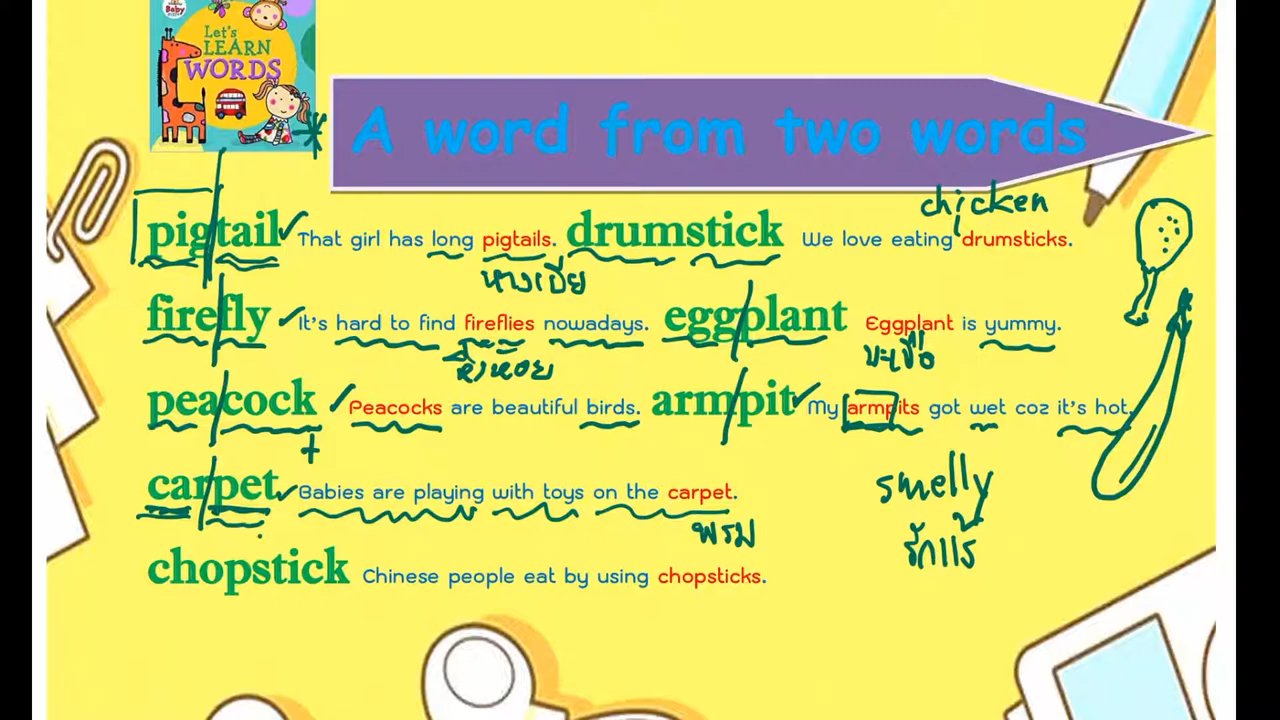 Baby
Let's
LEARN
WORDS
A word from two words
chicken
pigtail That girl has long pigtails. drumstick We love eating drumsticks.
หางเปีย
firefly It's hard to find fireflies nowadays. eggplant Eggplant is yummy.
หิ่งห้อย มะเขือ
peacock Peacocks are beautiful birds. armpit My armpits got wet coz it's hot.
smelly
carpet Babies are playing with toys on the carpet.
พรม รักแร้
chopstick Chinese people eat by using chopsticks.